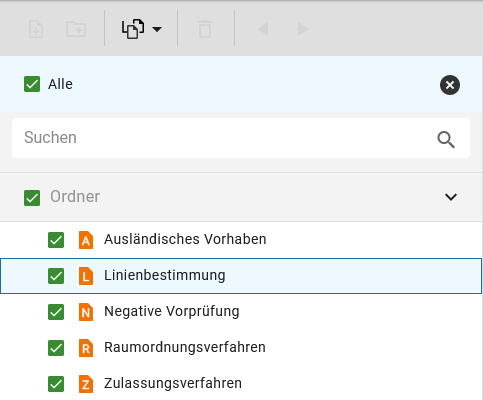 Alle
Suchen
Ordner
A Ausländisches Vorhaben
L Linienbestimmung
N Negative Vorprüfung
R Raumordnungsverfahren
Z Zulassungsverfahren